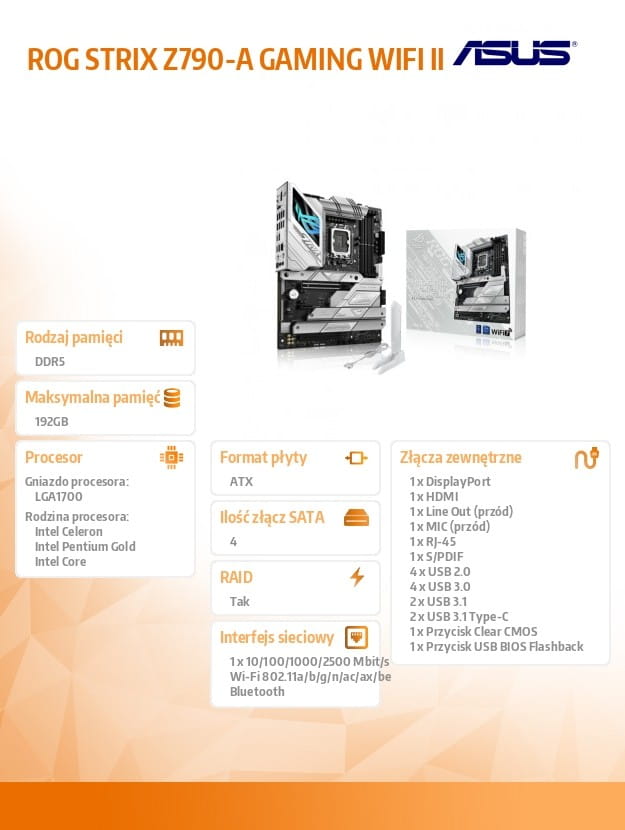 ROG STRIX Z790-A GAMING WIFI II ASUS®
Rodzaj pamięci
DDR5
Maksymalna pamięć
192GB
Procesor
Gniazdo procesora:
LGA1700
Rodzina procesora:
Intel Celeron
Intel Pentium Gold
Intel Core
Format płyty
ATX
Ilość złącz SATA
4
RAID
Tak
Interfejs sieciowy
1 x 10/100/1000/2500 Mbit/s
Wi-Fi 802.11a/b/g/n/ac/ax/be
Bluetooth
Złącza zewnętrzne
1 x DisplayPort
1 x HDMI
1 x Line Out (przód)
1 x MIC (przód)
1 x RJ-45
1 x S/PDIF
4 x USB 2.0
4 x USB 3.0
2 x USB 3.1
2 x USB 3.1 Type-C
1 x Przycisk Clear CMOS
1 x Przycisk USB BIOS Flashback
WiFi 7